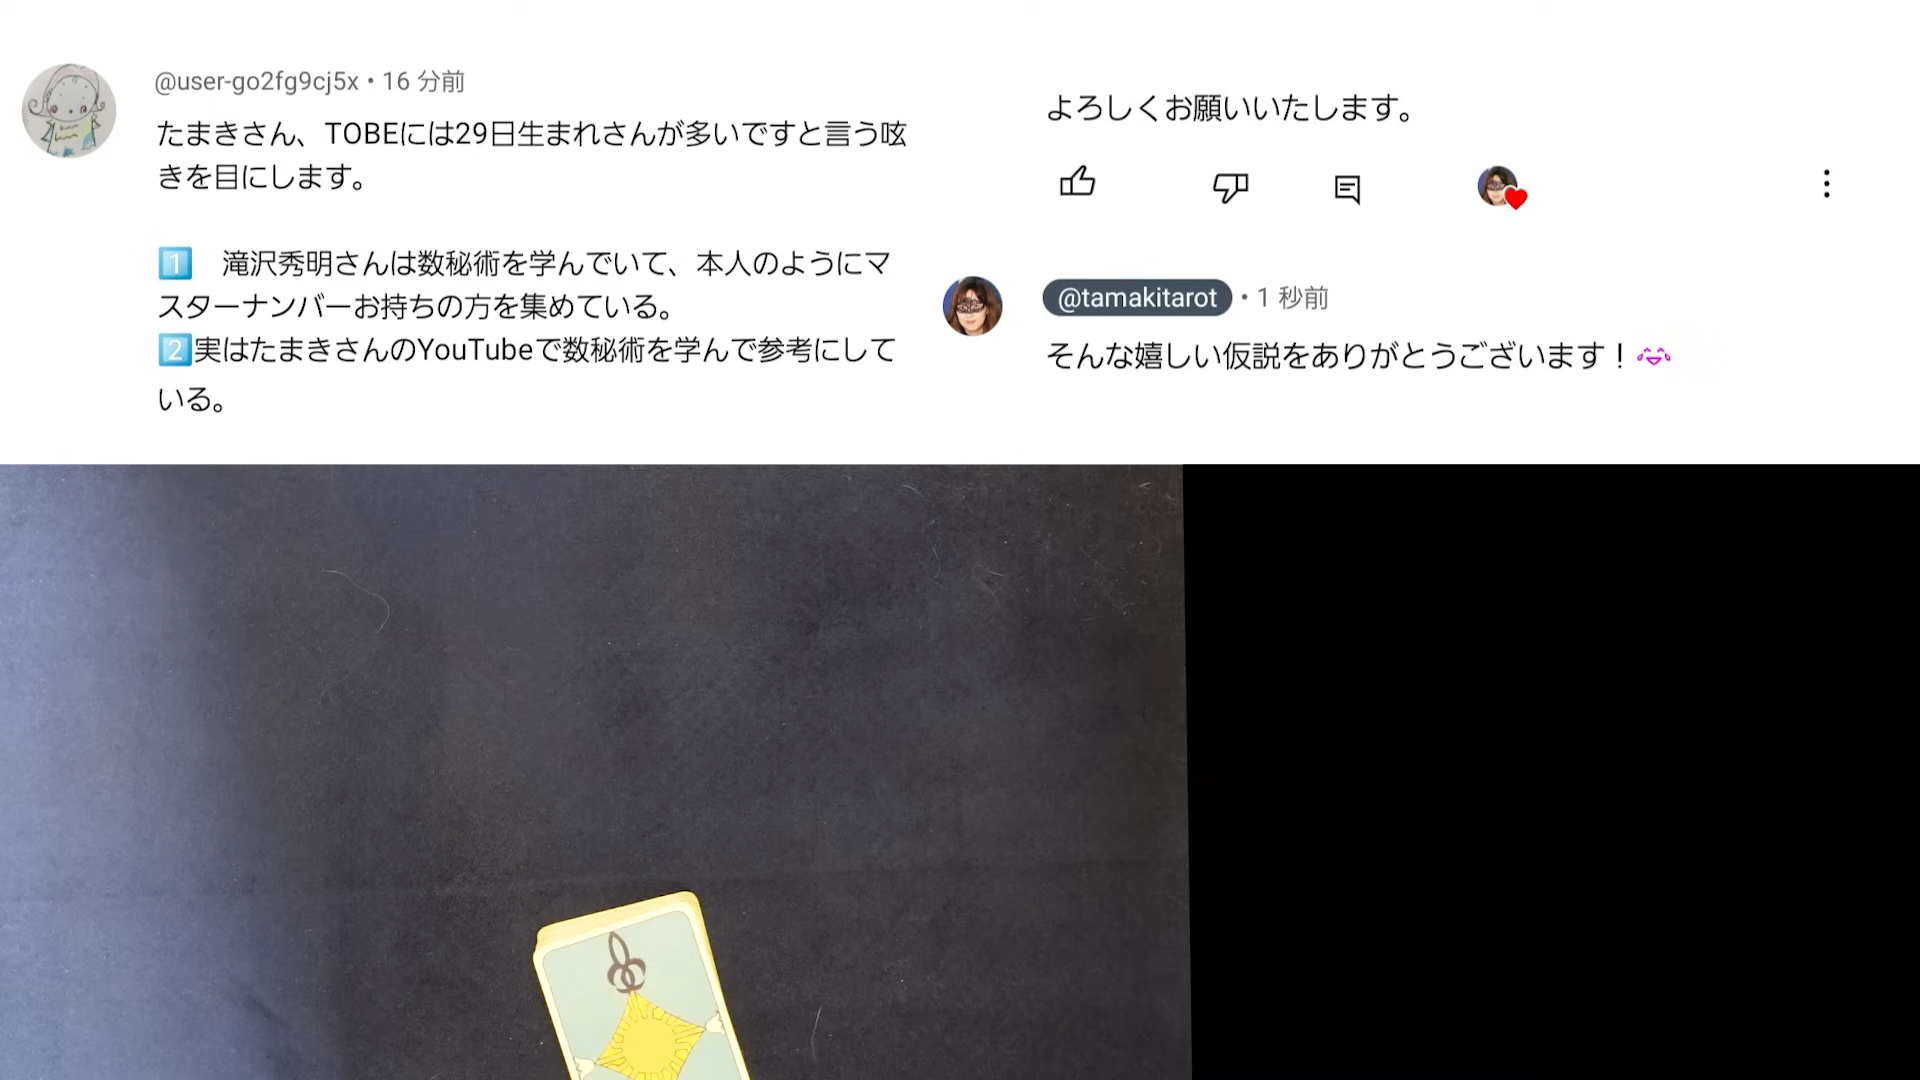 @user-go2fg9cj5x • 16 分前
たまきさん、TOBEには29日生まれさんが多いですと言う呟
きを目にします。
1️⃣　滝沢秀明さんは数秘術を学んでいて、本人のようにマ
スターナンバーお持ちの方を集めている。
2️⃣実はたまきさんのYouTubeで数秘術を学んで参考にして
いる。
よろしくお願いいたします。
@tamakitarot • 1 秒前
そんな嬉しい仮説をありがとうございます！